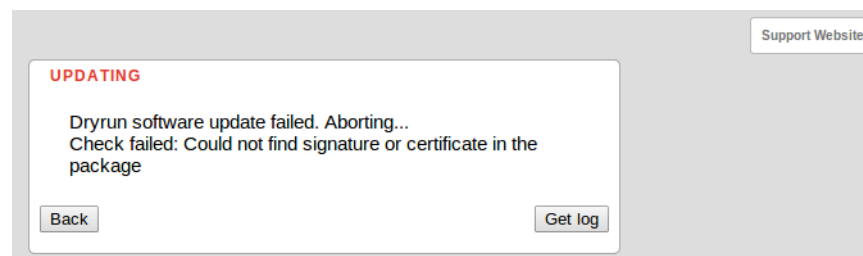 Support Website
UPDATING
Dryrun software update failed. Aborting...
Check failed: Could not find signature or certificate in the
package
Back
Get log